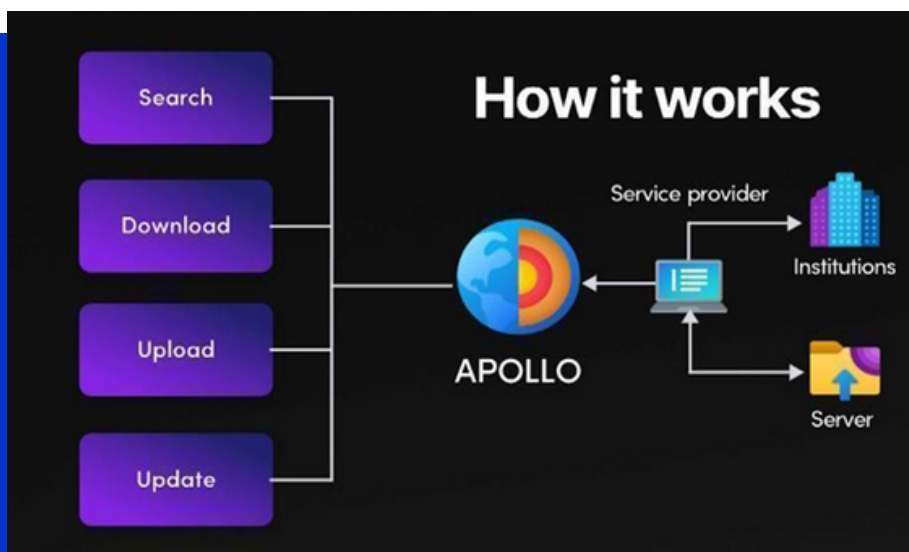 How it works
Search
Download
Upload
Update
APOLLO
Service provider
Institutions
Server